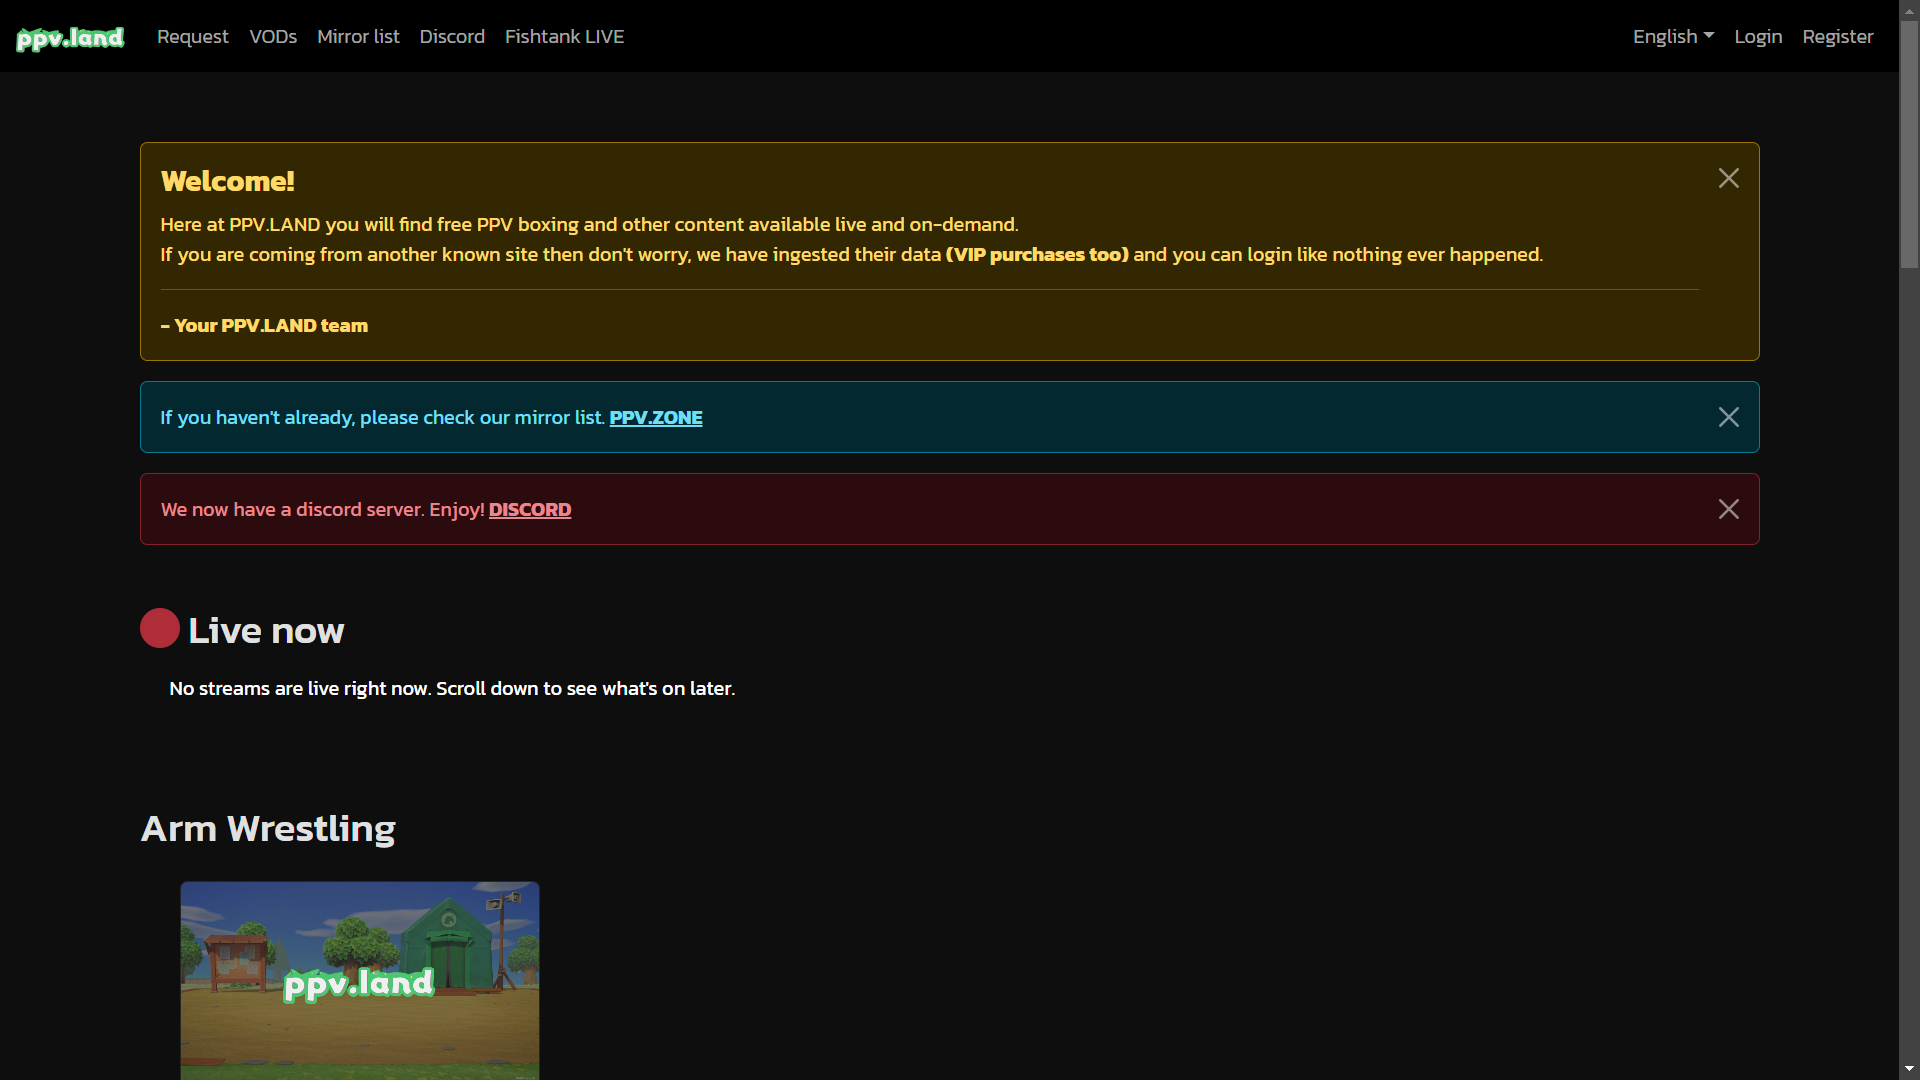 ppv.land Request VODs Mirror list Discord Fishtank LIVE English Login Register
Welcome!
Here at PPV.LAND you will find free PPV boxing and other content available live and on-demand.
If you are coming from another known site then don't worry, we have ingested their data (VIP purchases too) and you can login like nothing ever happened.
- Your PPV.LAND team
If you haven't already, please check our mirror list. PPV.ZONE
We now have a discord server. Enjoy! DISCORD
Live now
No streams are live right now. Scroll down to see what's on later.
Arm Wrestling
ppv.land